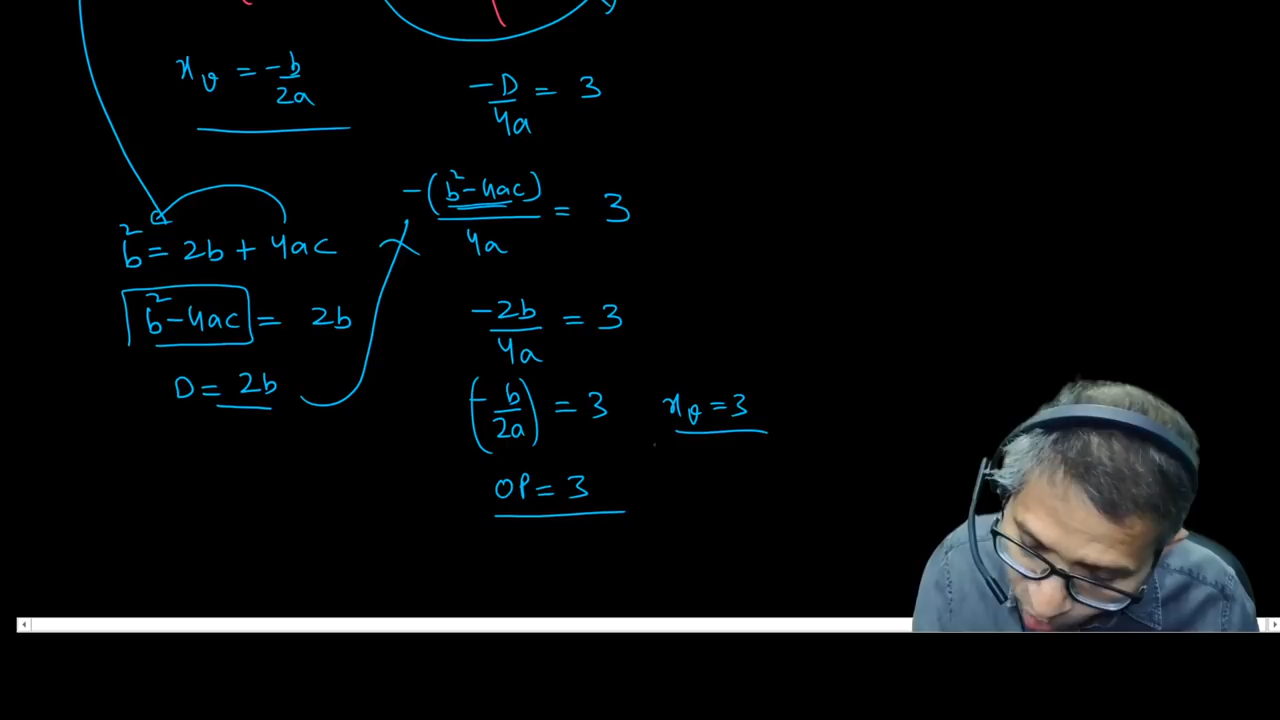 x_v = -b/2a
-D/4a = 3
-(b²-4ac)/4a = 3
b² = 2b + 4ac
b²-4ac = 2b
-2b/4a = 3
D = 2b
(-b/2a) = 3
x_v = 3
OP = 3